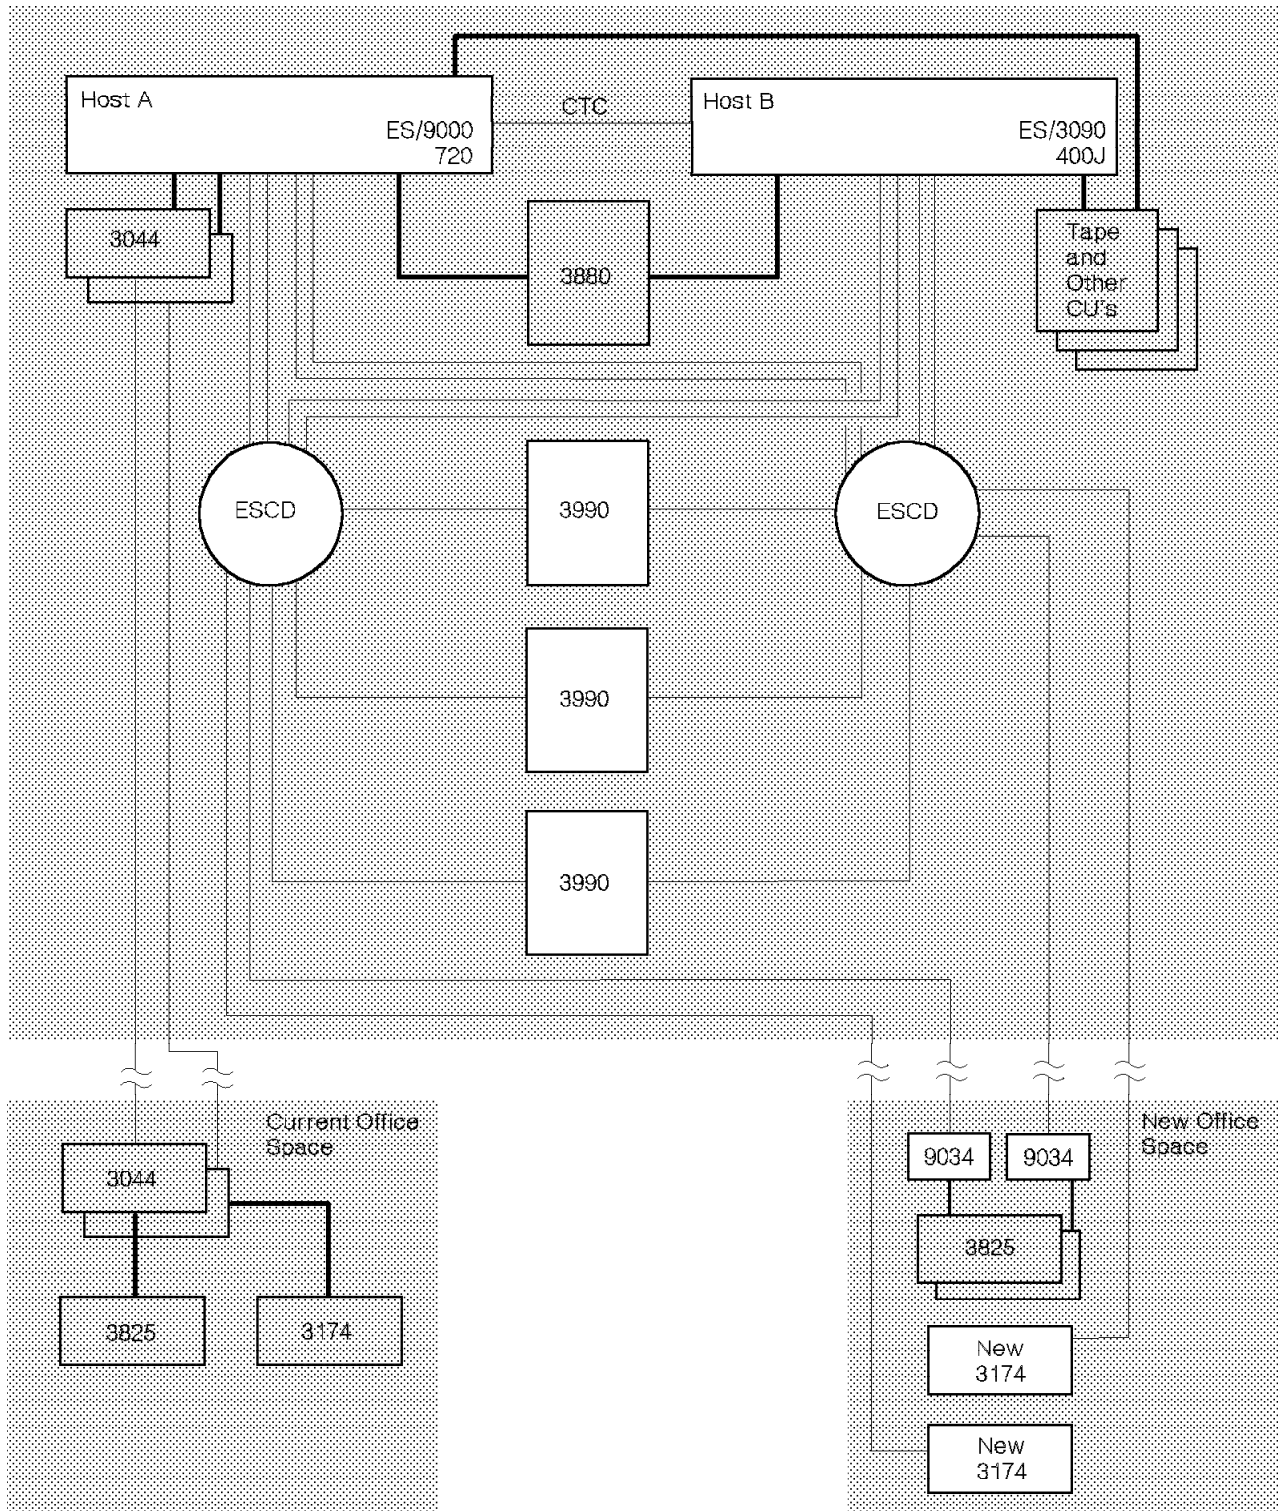 Host A
ES/9000
720
CTC
Host B
ES/3090
400J
3044
3880
Tape
and
Other
CU's
ESCD
3990
ESCD
3990
3990
Current Office
Space
3044
3825
3174
New Office
Space
9034
9034
3825
New
3174
New
3174